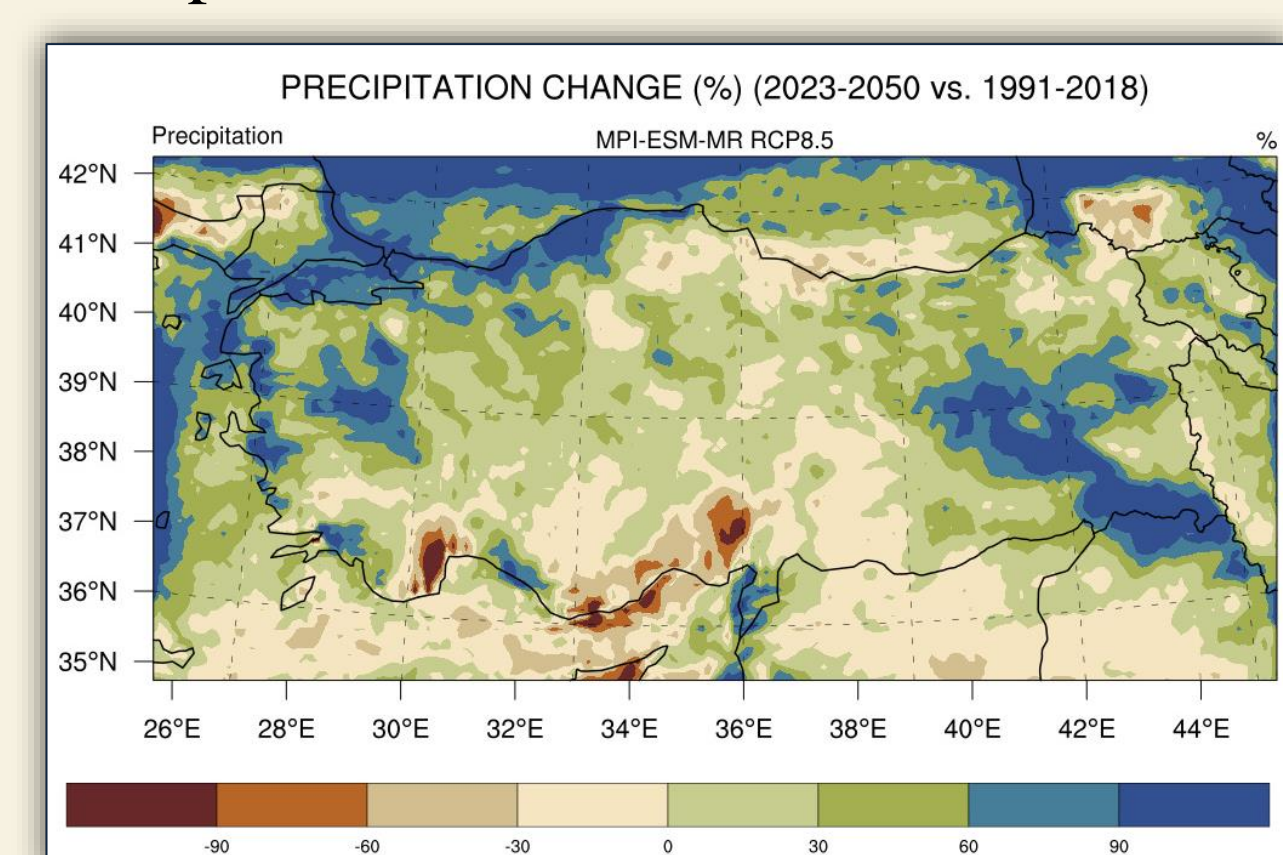 PRECIPITATION CHANGE (%) (2023-2050 vs. 1991-2018)
Precipitation MPI-ESM-MR RCP8.5 %
42°N
41°N
40°N
39°N
38°N
37°N
36°N
35°N
26°E 28°E 30°E 32°E 34°E 36°E 38°E 40°E 42°E 44°E
-90 -60 -30 0 30 60 90